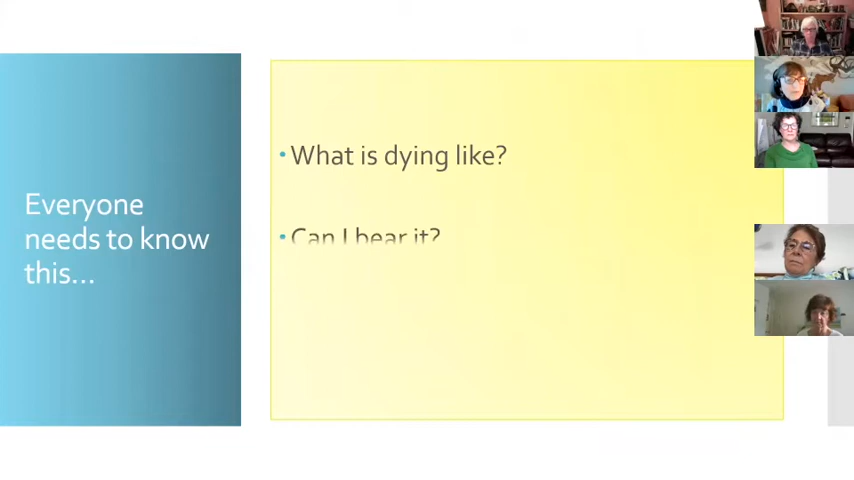 Everyone
needs to know
this...
• What is dying like?
• Can I bear it?